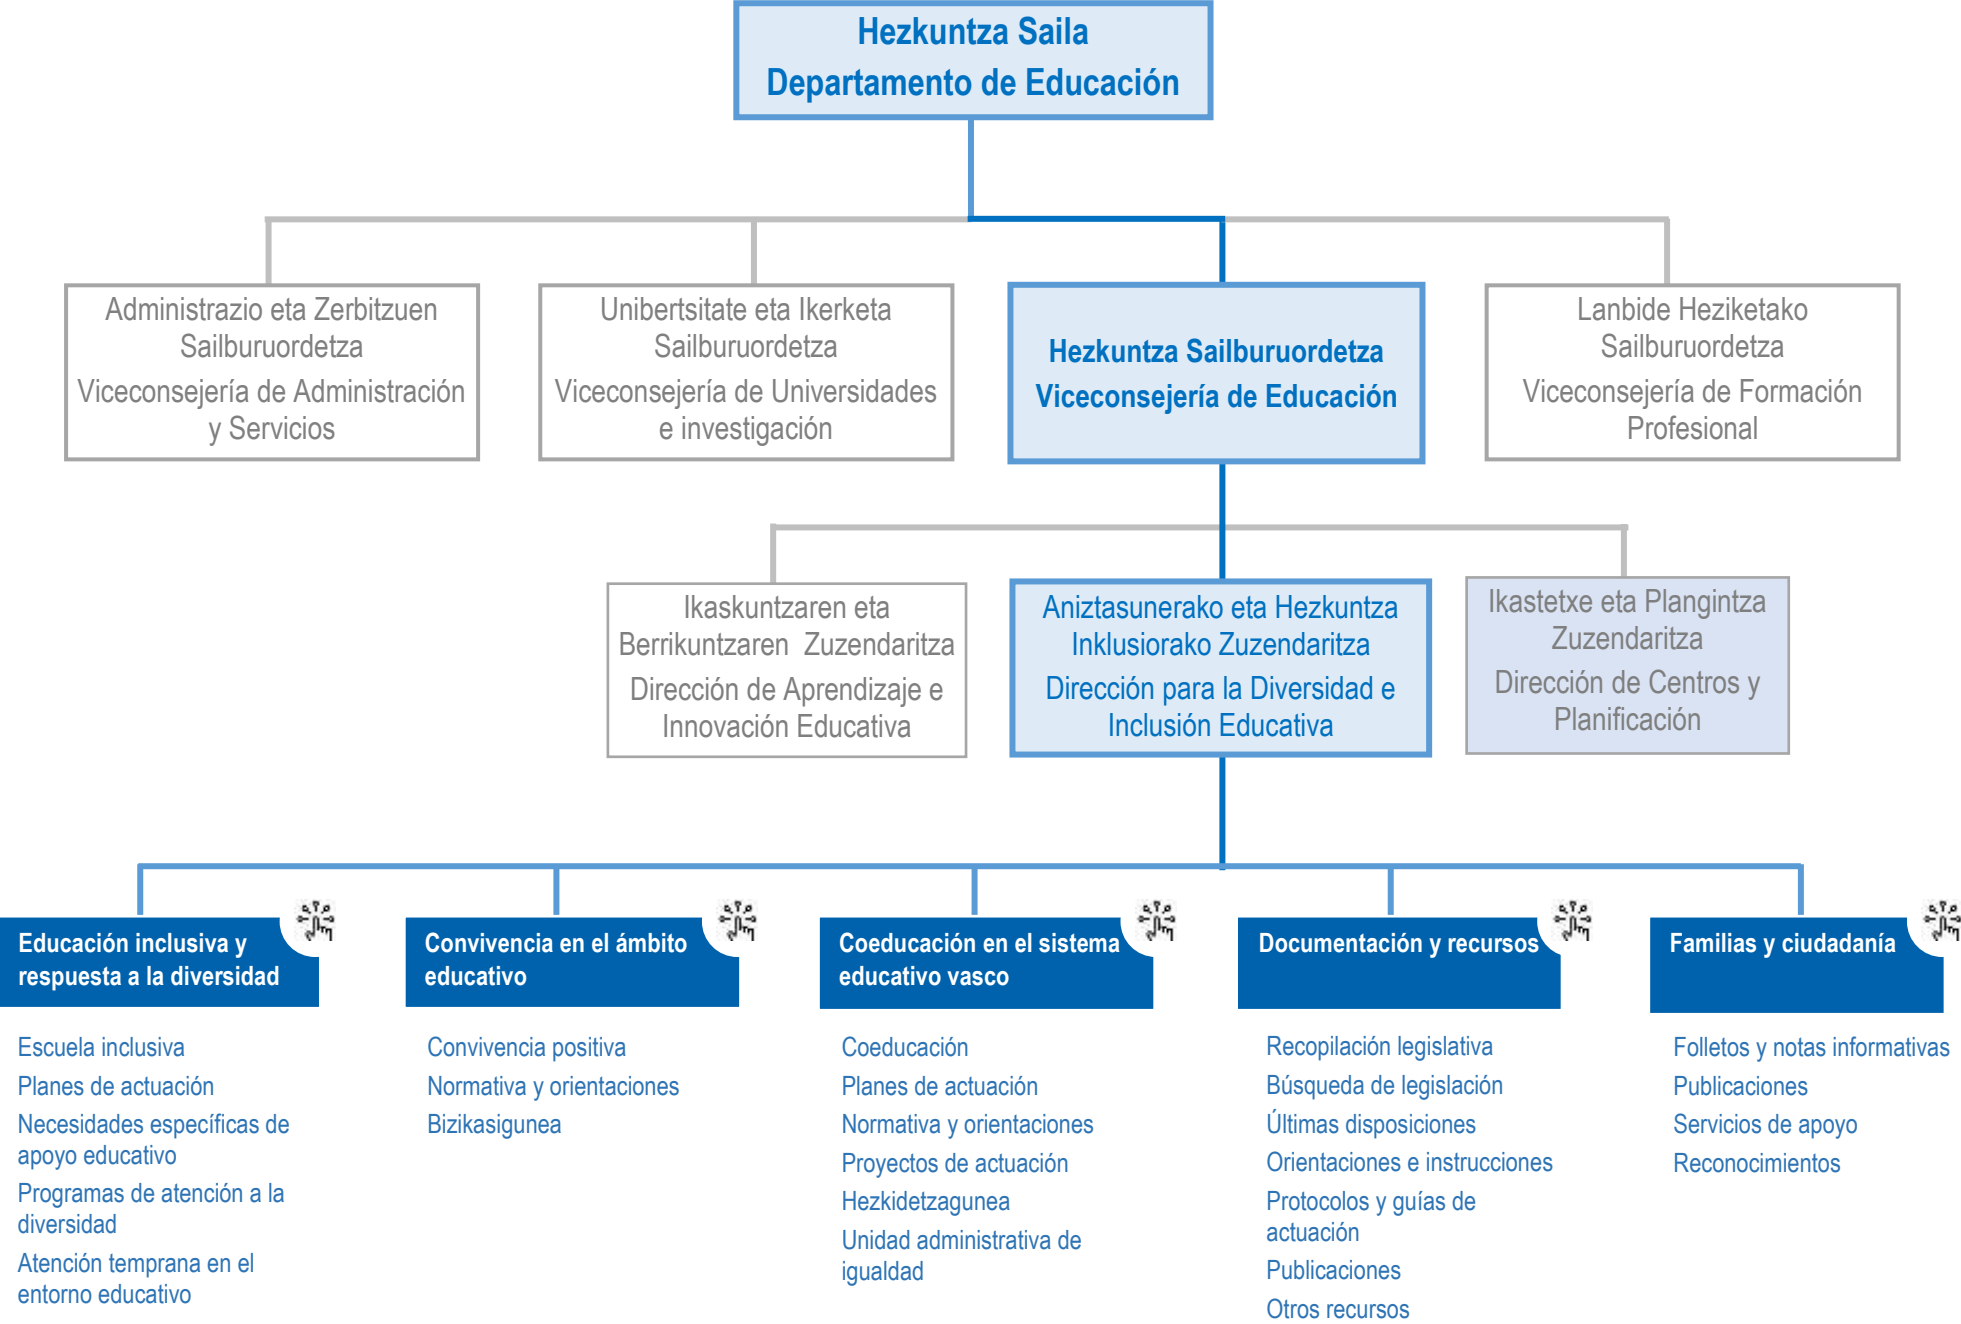 Hezkuntza Saila
Departamento de Educación
Administrazio eta Zerbitzuen
Sailburuordetza
Viceconsejería de Administración
y Servicios
Unibertsitate eta Ikerketa
Sailburuordetza
Viceconsejería de Universidades
e investigación
Hezkuntza Sailburuordetza
Viceconsejería de Educación
Lanbide Heziketako
Sailburuordetza
Viceconsejería de Formación
Profesional
Ikaskuntzaren eta
Berrikuntzaren Zuzendaritza
Dirección de Aprendizaje e
Innovación Educativa
Aniztasunerako eta Hezkuntza
Inklusiorako Zuzendaritza
Dirección para la Diversidad e
Inclusión Educativa
Ikastetxe eta Plangintza
Zuzendaritza
Dirección de Centros y
Planificación
Educación inclusiva y
respuesta a la diversidad
Escuela inclusiva
Planes de actuación
Necesidades específicas de
apoyo educativo
Programas de atención a la
diversidad
Atención temprana en el
entorno educativo
Convivencia en el ámbito
educativo
Convivencia positiva
Normativa y orientaciones
Bizikasigunea
Coeducación en el sistema
educativo vasco
Coeducación
Planes de actuación
Normativa y orientaciones
Proyectos de actuación
Hezkidetzagunea
Unidad administrativa de
igualdad
Documentación y recursos
Recopilación legislativa
Búsqueda de legislación
Últimas disposiciones
Orientaciones e instrucciones
Protocolos y guías de
actuación
Publicaciones
Otros recursos
Familias y ciudadanía
Folletos y notas informativas
Publicaciones
Servicios de apoyo
Reconocimientos